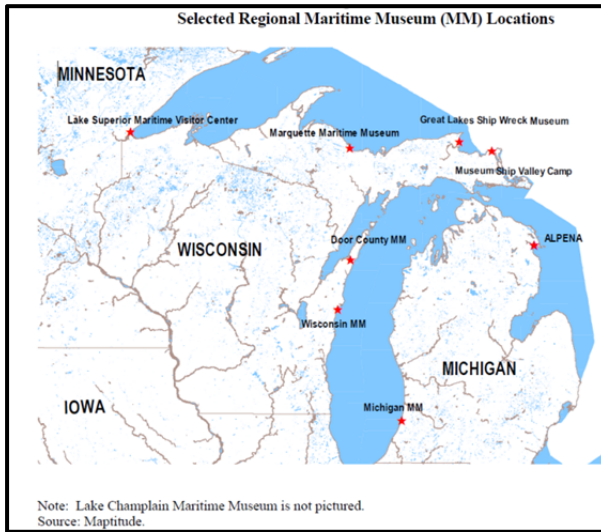 Selected Regional Maritime Museum (MM) Locations
MINNESOTA
Lake Superior Maritime Visitor Center
Great Lakes Ship Wreck Museum
Marquette Maritime Museum
Museum Ship Valley Camp
Door County MM
ALPENA
WISCONSIN
Wisconsin MM
MICHIGAN
IOWA
Michigan MM
Note: Lake Champlain Maritime Museum is not pictured.
Source: Maptitude.